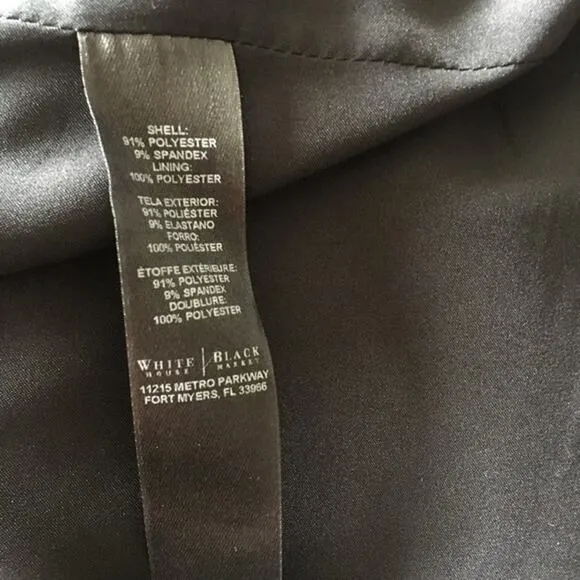 SHELL:
91% POLYESTER
9% SPANDEX
LINING:
100% POLYESTER
TELA EXTERIOR:
91% POLIÉSTER
9% ELASTANO
FORRO:
100% POLIÉSTER
ÉTOFFE EXTÉRIEURE:
91% POLYESTER
9% SPANDEX
DOUBLURE:
100% POLYESTER
WHITE | BLACK
HOUSE | MARKET
11215 METRO PARKWAY
FORT MYERS, FL 33966